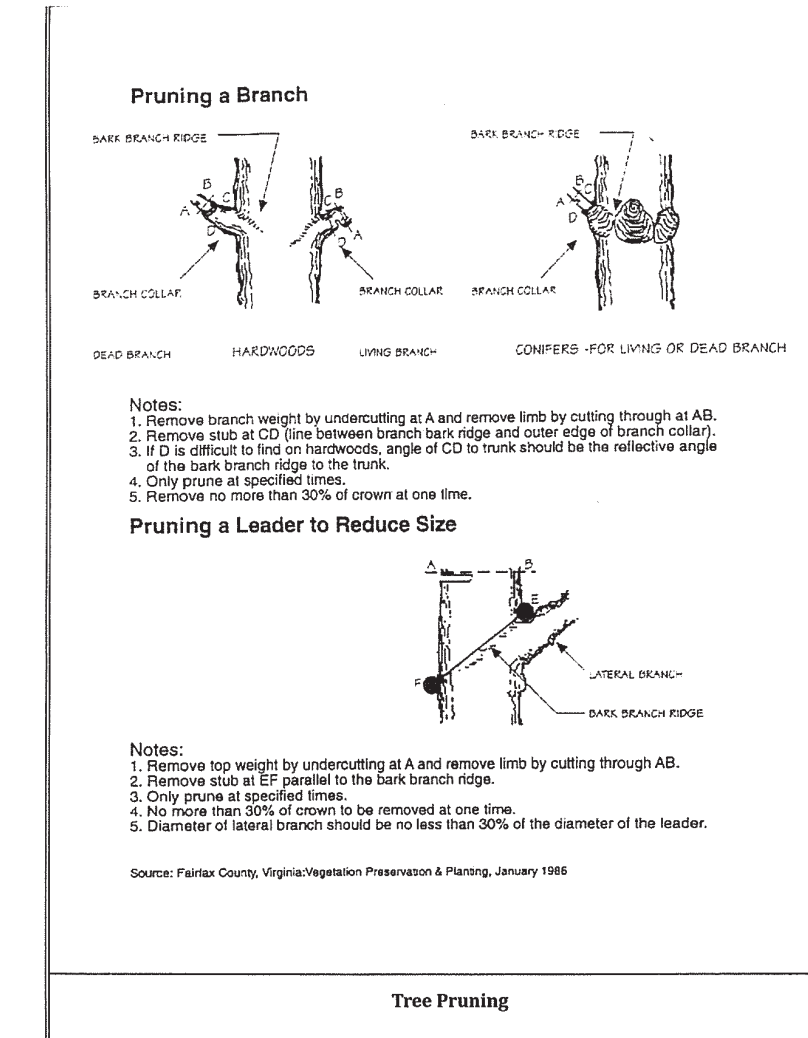 Pruning a Branch
BARK BRANCH RIDGE
BARK BRANCH RIDGE
B
C
A
D
C B
A
D
B
C
A
D
BRANCH COLLAR
BRANCH COLLAR
BRANCH COLLAR
DEAD BRANCH
HARDWOODS
LIVING BRANCH
CONIFERS -FOR LIVING OR DEAD BRANCH
Notes:
1. Remove branch weight by undercutting at A and remove limb by cutting through at AB.
2. Remove stub at CD (line between branch bark ridge and outer edge of branch collar).
3. If D is difficult to find on hardwoods, angle of CD to trunk should be the reflective angle
of the bark branch ridge to the trunk.
4. Only prune at specified times.
5. Remove no more than 30% of crown at one time.
Pruning a Leader to Reduce Size
A
B
E
F
LATERAL BRANCH
BARK BRANCH RIDGE
Notes:
1. Remove top weight by undercutting at A and remove limb by cutting through AB.
2. Remove stub at EF parallel to the bark branch ridge.
3. Only prune at specified times.
4. No more than 30% of crown to be removed at one time.
5. Diameter of lateral branch should be no less than 30% of the diameter of the leader.
Source: Fairfax County, Virginia:Vegetation Preservation & Planting, January 1986
Tree Pruning